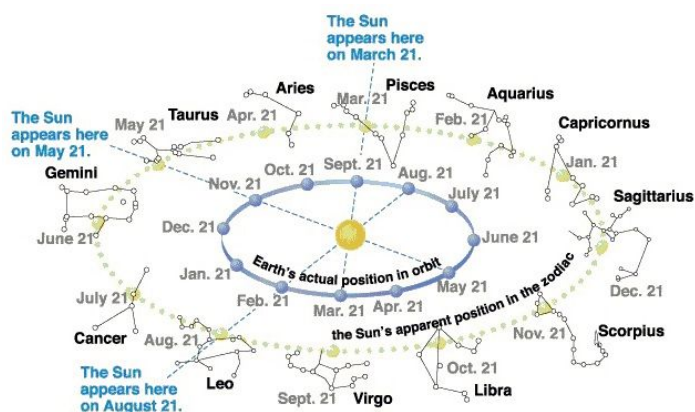 The Sun
appears here
on March 21.
Aries
Pisces
Mar. 21
Aquarius
Taurus
Apr. 21
Feb. 21
The Sun
appears here
on May 21.
May 21
Capricornus
Jan. 21
Gemini
Oct. 21
Sept. 21
Aug. 21
Nov. 21
July 21
Sagittarius
Dec. 21
June 21
June 21
Earth's actual position in orbit
Jan. 21
May 21
Dec. 21
Feb. 21
Mar. 21
Apr. 21
the Sun's apparent position in the zodiac
July 21
Nov. 21
Scorpius
Cancer
Aug. 21
Oct. 21
The Sun
appears here
on August 21.
Leo
Sept. 21
Virgo
Libra